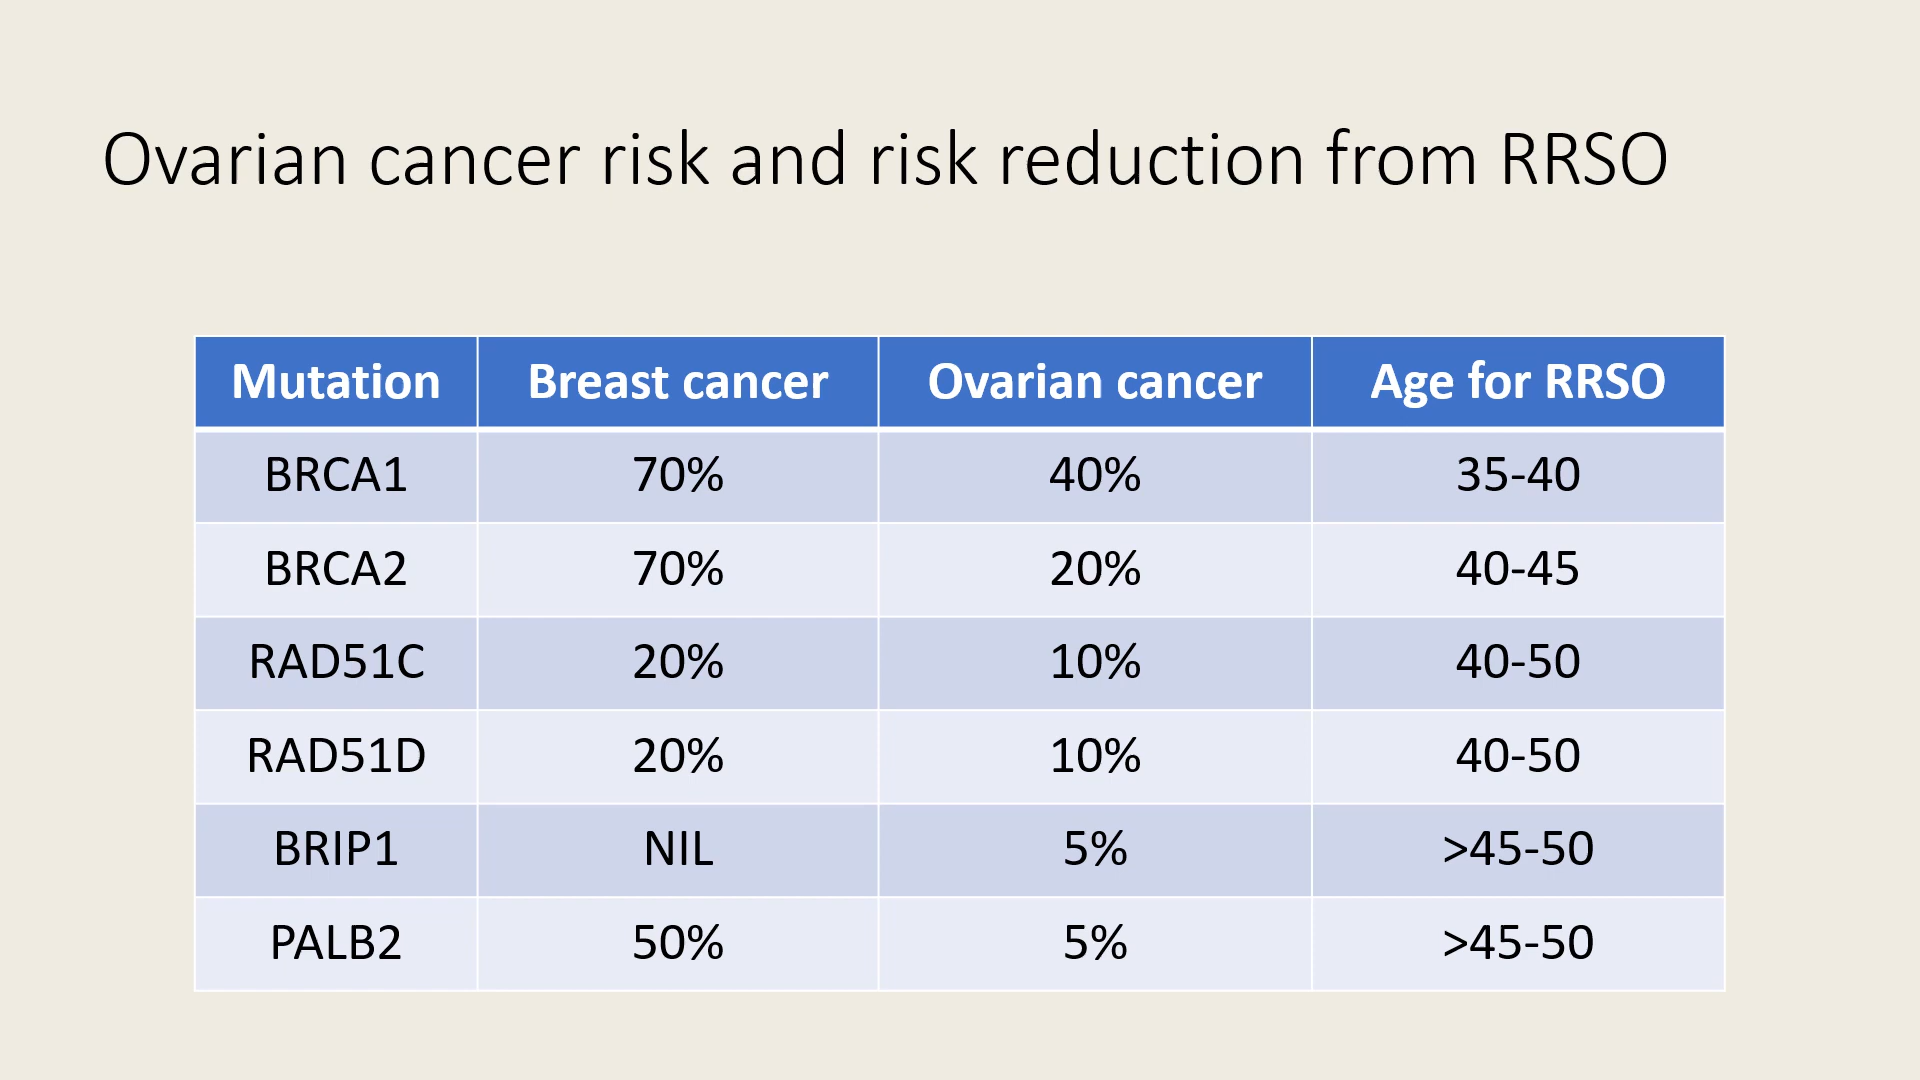 Ovarian cancer risk and risk reduction from RRSO
Mutation Breast cancer Ovarian cancer Age for RRSO
BRCA1 70% 40% 35-40
BRCA2 70% 20% 40-45
RAD51C 20% 10% 40-50
RAD51D 20% 10% 40-50
BRIP1 NIL 5% >45-50
PALB2 50% 5% >45-50